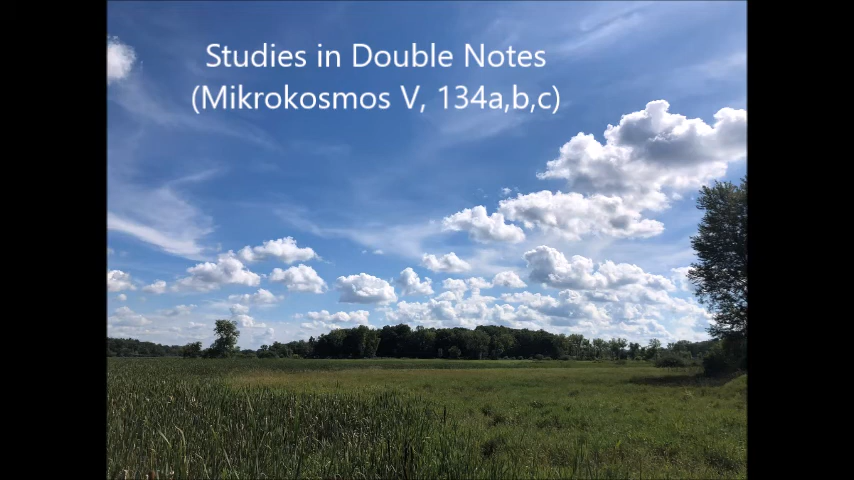 Studies in Double Notes
(Mikrokosmos V, 134a,b,c)